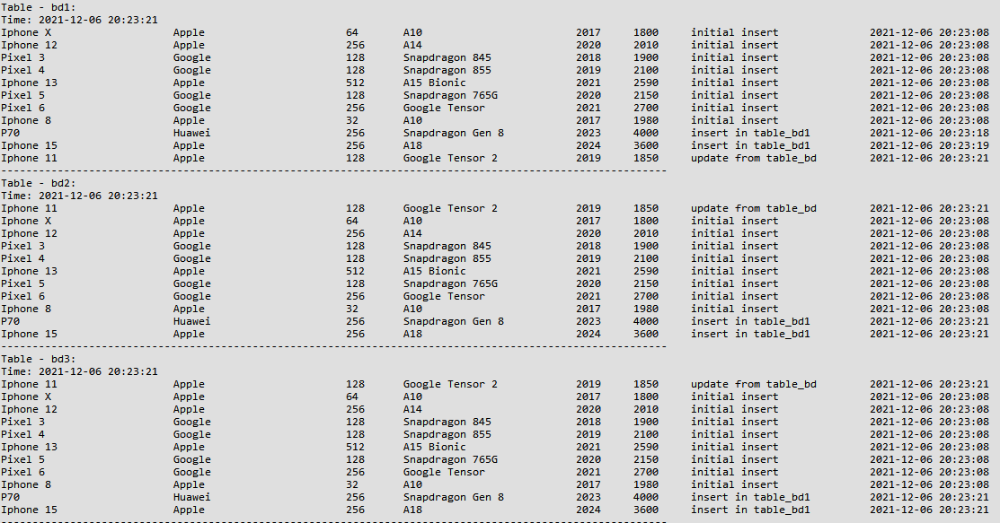 Table - bd1:
Time: 2021-12-06 20:23:21
Iphone X Apple 64 A10 2017 1800 initial insert 2021-12-06 20:23:08
Iphone 12 Apple 256 A14 2020 2010 initial insert 2021-12-06 20:23:08
Pixel 3 Google 128 Snapdragon 845 2018 1900 initial insert 2021-12-06 20:23:08
Pixel 4 Google 128 Snapdragon 855 2019 2100 initial insert 2021-12-06 20:23:08
Iphone 13 Apple 512 A15 Bionic 2021 2590 initial insert 2021-12-06 20:23:08
Pixel 5 Google 128 Snapdragon 765G 2020 2150 initial insert 2021-12-06 20:23:08
Pixel 6 Google 256 Google Tensor 2021 2700 initial insert 2021-12-06 20:23:08
Iphone 8 Apple 32 A10 2017 1980 initial insert 2021-12-06 20:23:08
P70 Huawei 256 Snapdragon Gen 8 2023 4000 insert in table_bd1 2021-12-06 20:23:18
Iphone 15 Apple 256 A18 2024 3600 insert in table_bd1 2021-12-06 20:23:19
Iphone 11 Apple 128 Google Tensor 2 2019 1850 update from table_bd 2021-12-06 20:23:21
----------------------------------------------------------------------------------------------------------
Table - bd2:
Time: 2021-12-06 20:23:21
Iphone 11 Apple 128 Google Tensor 2 2019 1850 update from table_bd 2021-12-06 20:23:21
Iphone X Apple 64 A10 2017 1800 initial insert 2021-12-06 20:23:08
Iphone 12 Apple 256 A14 2020 2010 initial insert 2021-12-06 20:23:08
Pixel 3 Google 128 Snapdragon 845 2018 1900 initial insert 2021-12-06 20:23:08
Pixel 4 Google 128 Snapdragon 855 2019 2100 initial insert 2021-12-06 20:23:08
Iphone 13 Apple 512 A15 Bionic 2021 2590 initial insert 2021-12-06 20:23:08
Pixel 5 Google 128 Snapdragon 765G 2020 2150 initial insert 2021-12-06 20:23:08
Pixel 6 Google 256 Google Tensor 2021 2700 initial insert 2021-12-06 20:23:08
Iphone 8 Apple 32 A10 2017 1980 initial insert 2021-12-06 20:23:08
P70 Huawei 256 Snapdragon Gen 8 2023 4000 insert in table_bd1 2021-12-06 20:23:21
Iphone 15 Apple 256 A18 2024 3600 insert in table_bd1 2021-12-06 20:23:21
----------------------------------------------------------------------------------------------------------
Table - bd3:
Time: 2021-12-06 20:23:21
Iphone 11 Apple 128 Google Tensor 2 2019 1850 update from table_bd 2021-12-06 20:23:21
Iphone X Apple 64 A10 2017 1800 initial insert 2021-12-06 20:23:08
Iphone 12 Apple 256 A14 2020 2010 initial insert 2021-12-06 20:23:08
Pixel 3 Google 128 Snapdragon 845 2018 1900 initial insert 2021-12-06 20:23:08
Pixel 4 Google 128 Snapdragon 855 2019 2100 initial insert 2021-12-06 20:23:08
Iphone 13 Apple 512 A15 Bionic 2021 2590 initial insert 2021-12-06 20:23:08
Pixel 5 Google 128 Snapdragon 765G 2020 2150 initial insert 2021-12-06 20:23:08
Pixel 6 Google 256 Google Tensor 2021 2700 initial insert 2021-12-06 20:23:08
Iphone 8 Apple 32 A10 2017 1980 initial insert 2021-12-06 20:23:08
P70 Huawei 256 Snapdragon Gen 8 2023 4000 insert in table_bd1 2021-12-06 20:23:21
Iphone 15 Apple 256 A18 2024 3600 insert in table_bd1 2021-12-06 20:23:21
----------------------------------------------------------------------------------------------------------